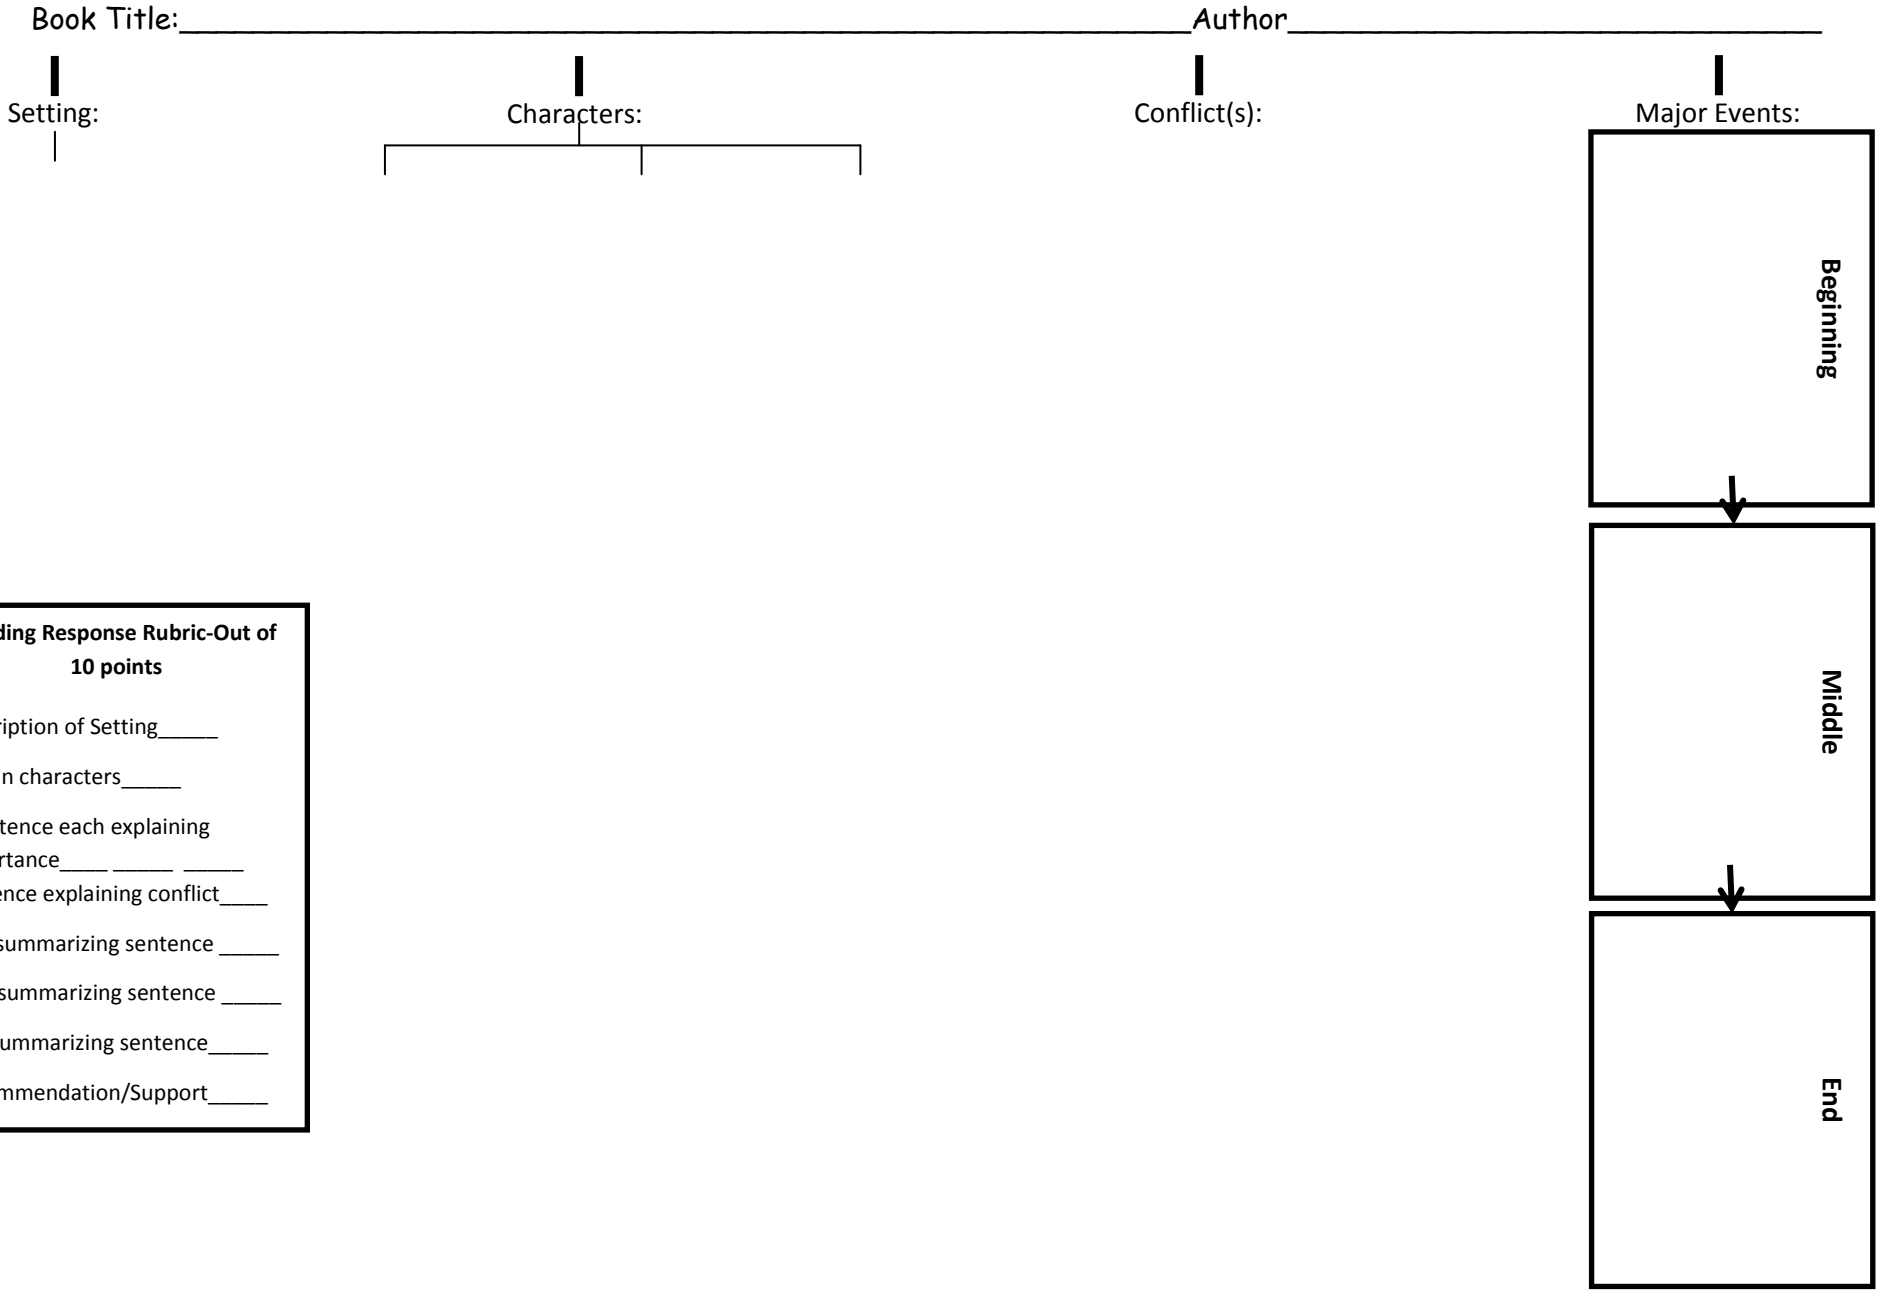 Book Title:_______________________________________________________Author_____________________________
Setting:
Characters:
Conflict(s):
Major Events:
Beginning
Middle
End
ding Response Rubric-Out of
10 points
ription of Setting_____
n characters_____
tence each explaining
rtance____ _____ _____
ence explaining conflict____
summarizing sentence _____
summarizing sentence _____
ummarizing sentence_____
mmendation/Support_____